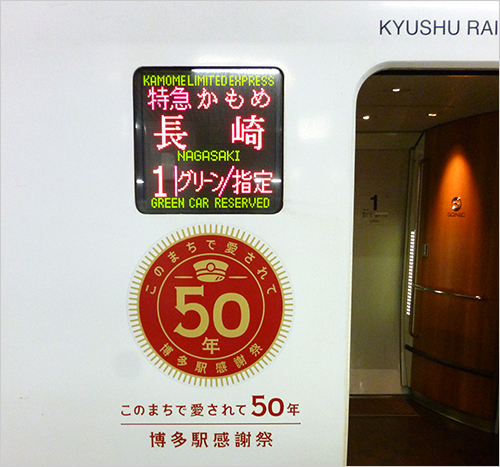 KYUSHU RAI
KAMOME LIMITED EXPRESS
特急 かもめ
長崎
NAGASAKI
1 グリーン/指定
GREEN CAR RESERVED
1
このまちで愛されて
50
年
博多駅感謝祭
このまちで愛されて50年
博多駅感謝祭